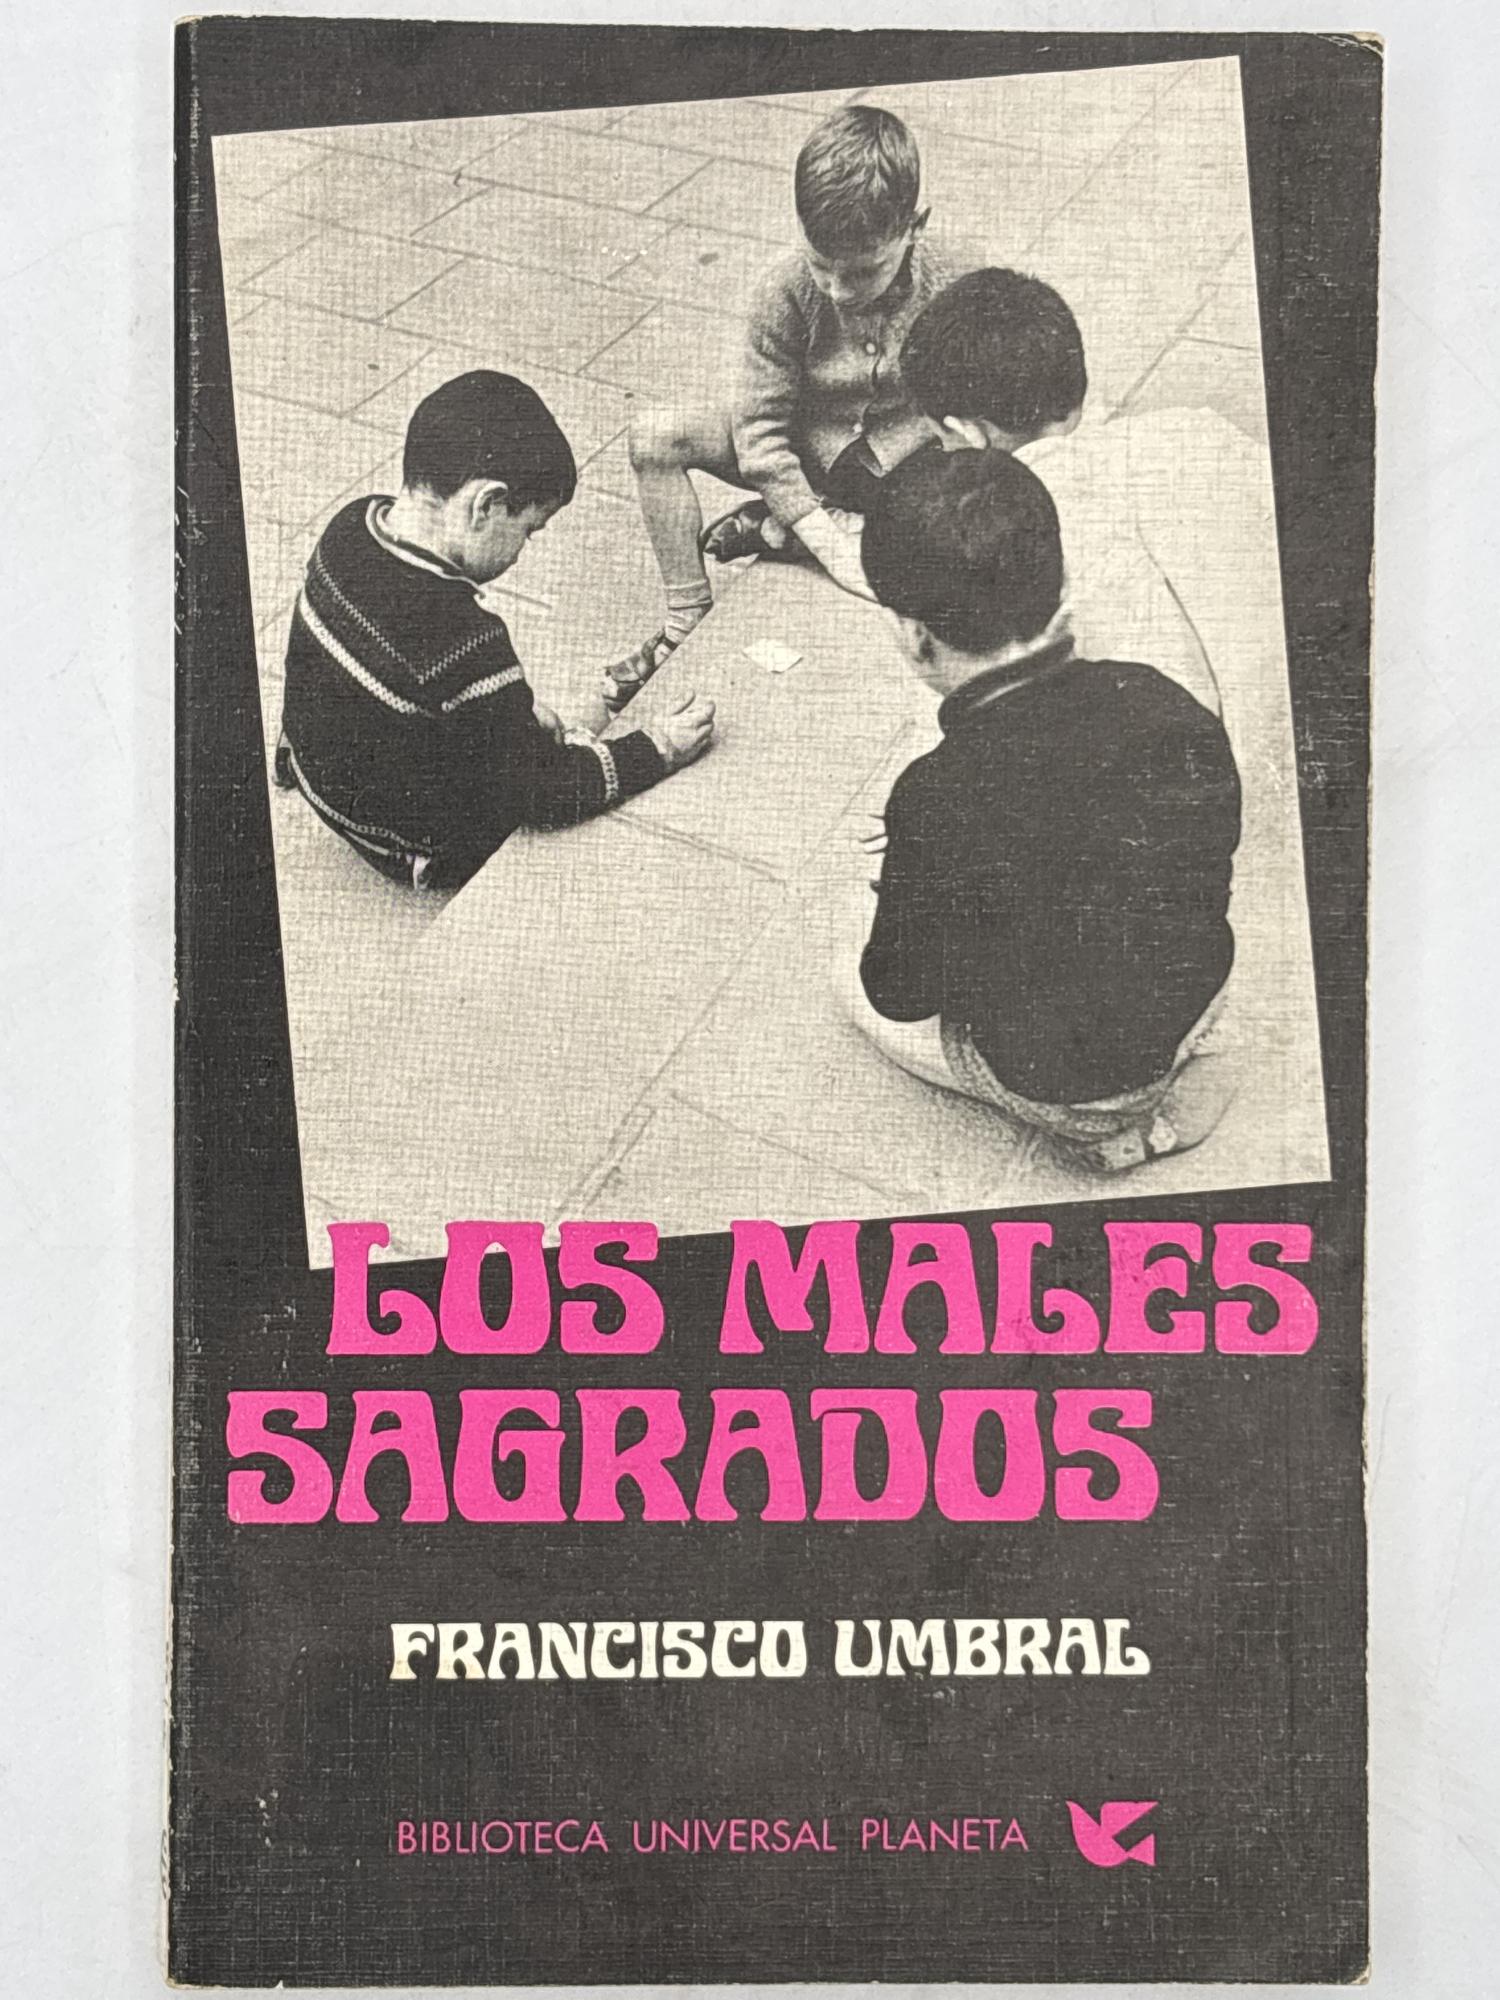 LOS MALES
SAGRADOS
FRANCISCO UMBRAL
BIBLIOTECA UNIVERSAL PLANETA